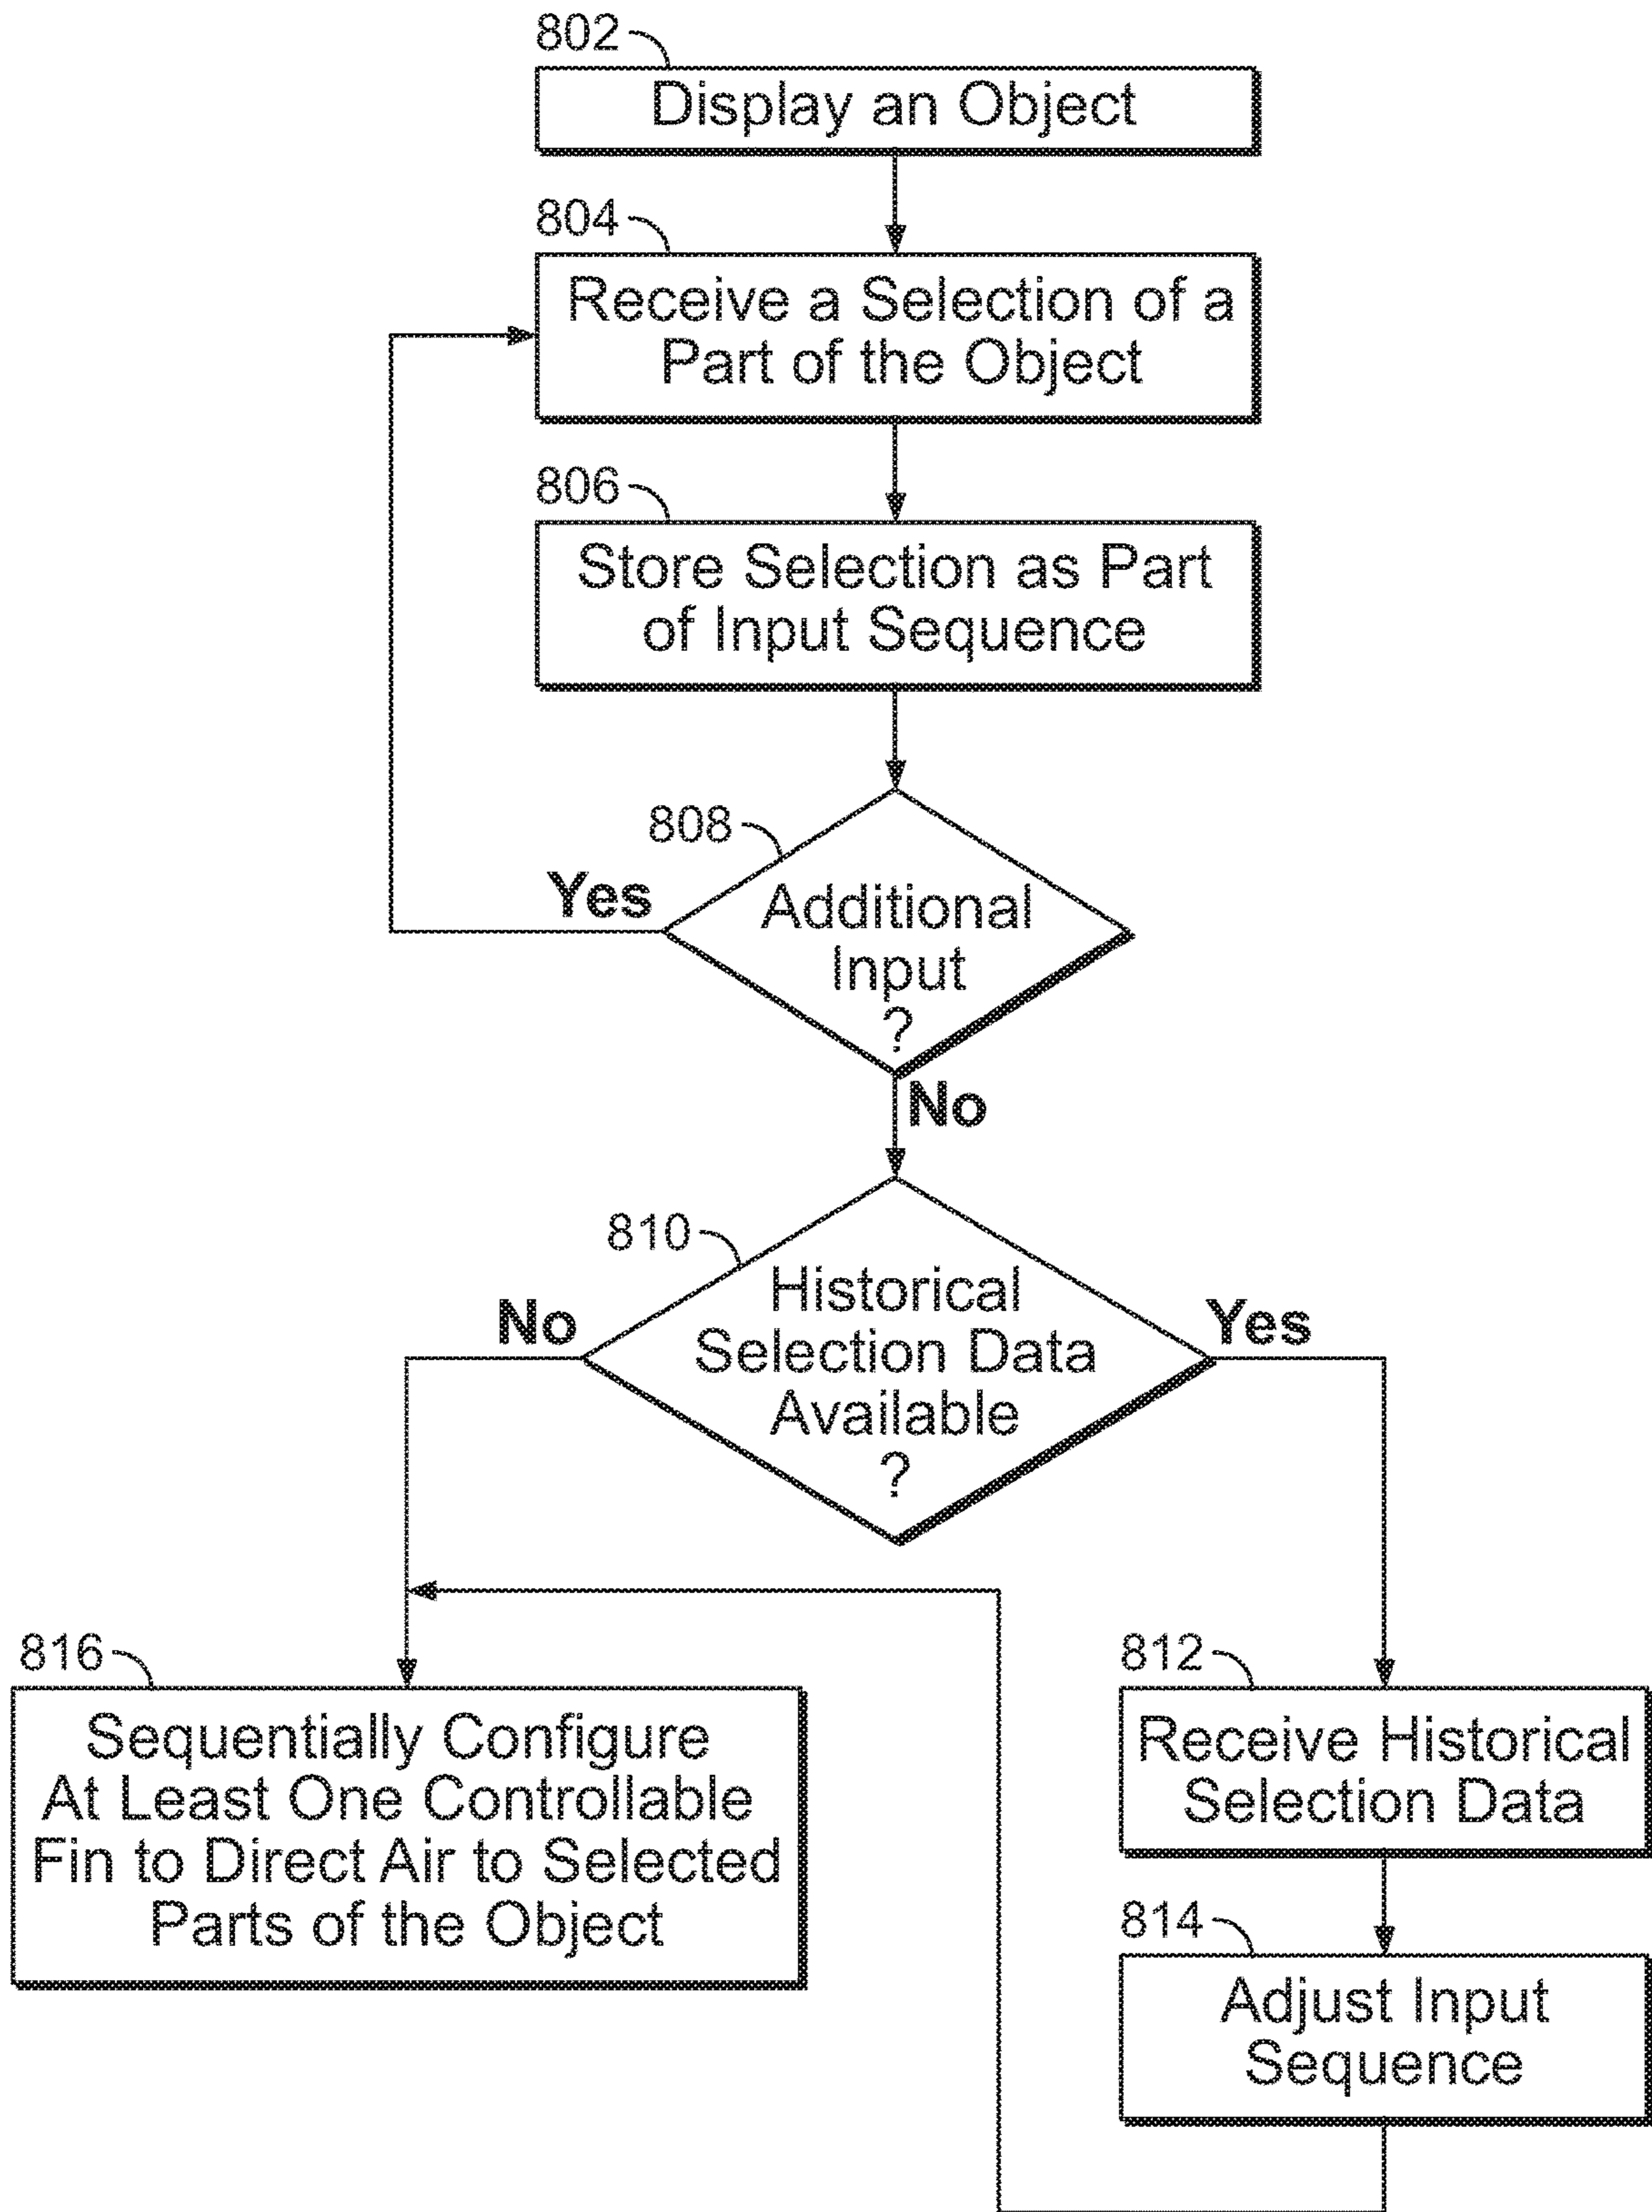 802
Display an Object
804
Receive a Selection of a
Part of the Object
806
Store Selection as Part
of Input Sequence
808
Yes
Additional
Input
?
No
810
No
Historical
Selection Data
Available
?
Yes
816
Sequentially Configure
At Least One Controllable
Fin to Direct Air to Selected
Parts of the Object
812
Receive Historical
Selection Data
814
Adjust Input
Sequence